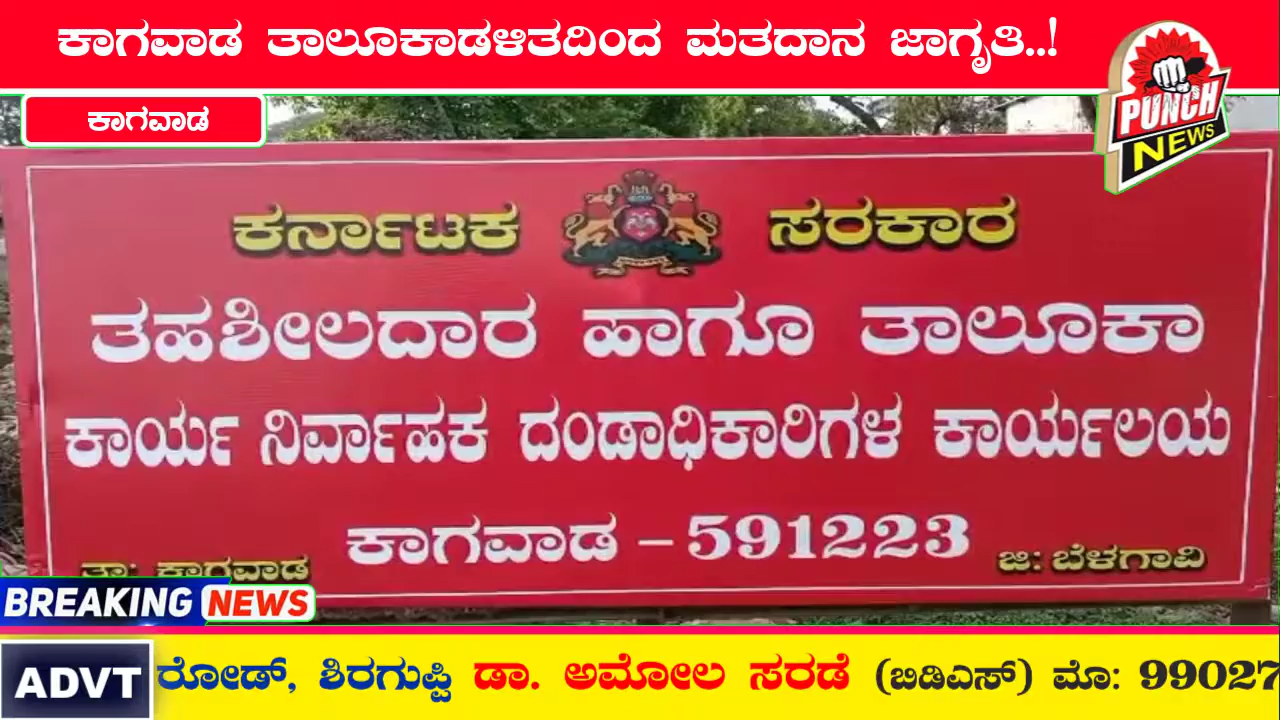 ಕಾಗವಾಡ ತಾಲೂಕಾಡಳಿತದಿಂದ ಮತದಾನ ಜಾಗೃತಿ..!
PUNCH
NEWS
ಕಾಗವಾಡ
ಕರ್ನಾಟಕ ಸರಕಾರ
ತಹಶೀಲದಾರ ಹಾಗೂ ತಾಲೂಕಾ
ಕಾರ್ಯ ನಿರ್ವಾಹಕ ದಂಡಾಧಿಕಾರಿಗಳ ಕಾರ್ಯಲಯ
ಕಾಗವಾಡ – 591223
ತಾ: ಕಾಗವಾಡ
ಜಿ: ಬೆಳಗಾವಿ
BREAKING NEWS
ADVT ರೋಡ್, ಶಿರಗುಪ್ಪಿ ಡಾ. ಅಮೋಲ ಸರಡೆ (ಬಿಡಿಎಸ್) ಮೊ: 99027